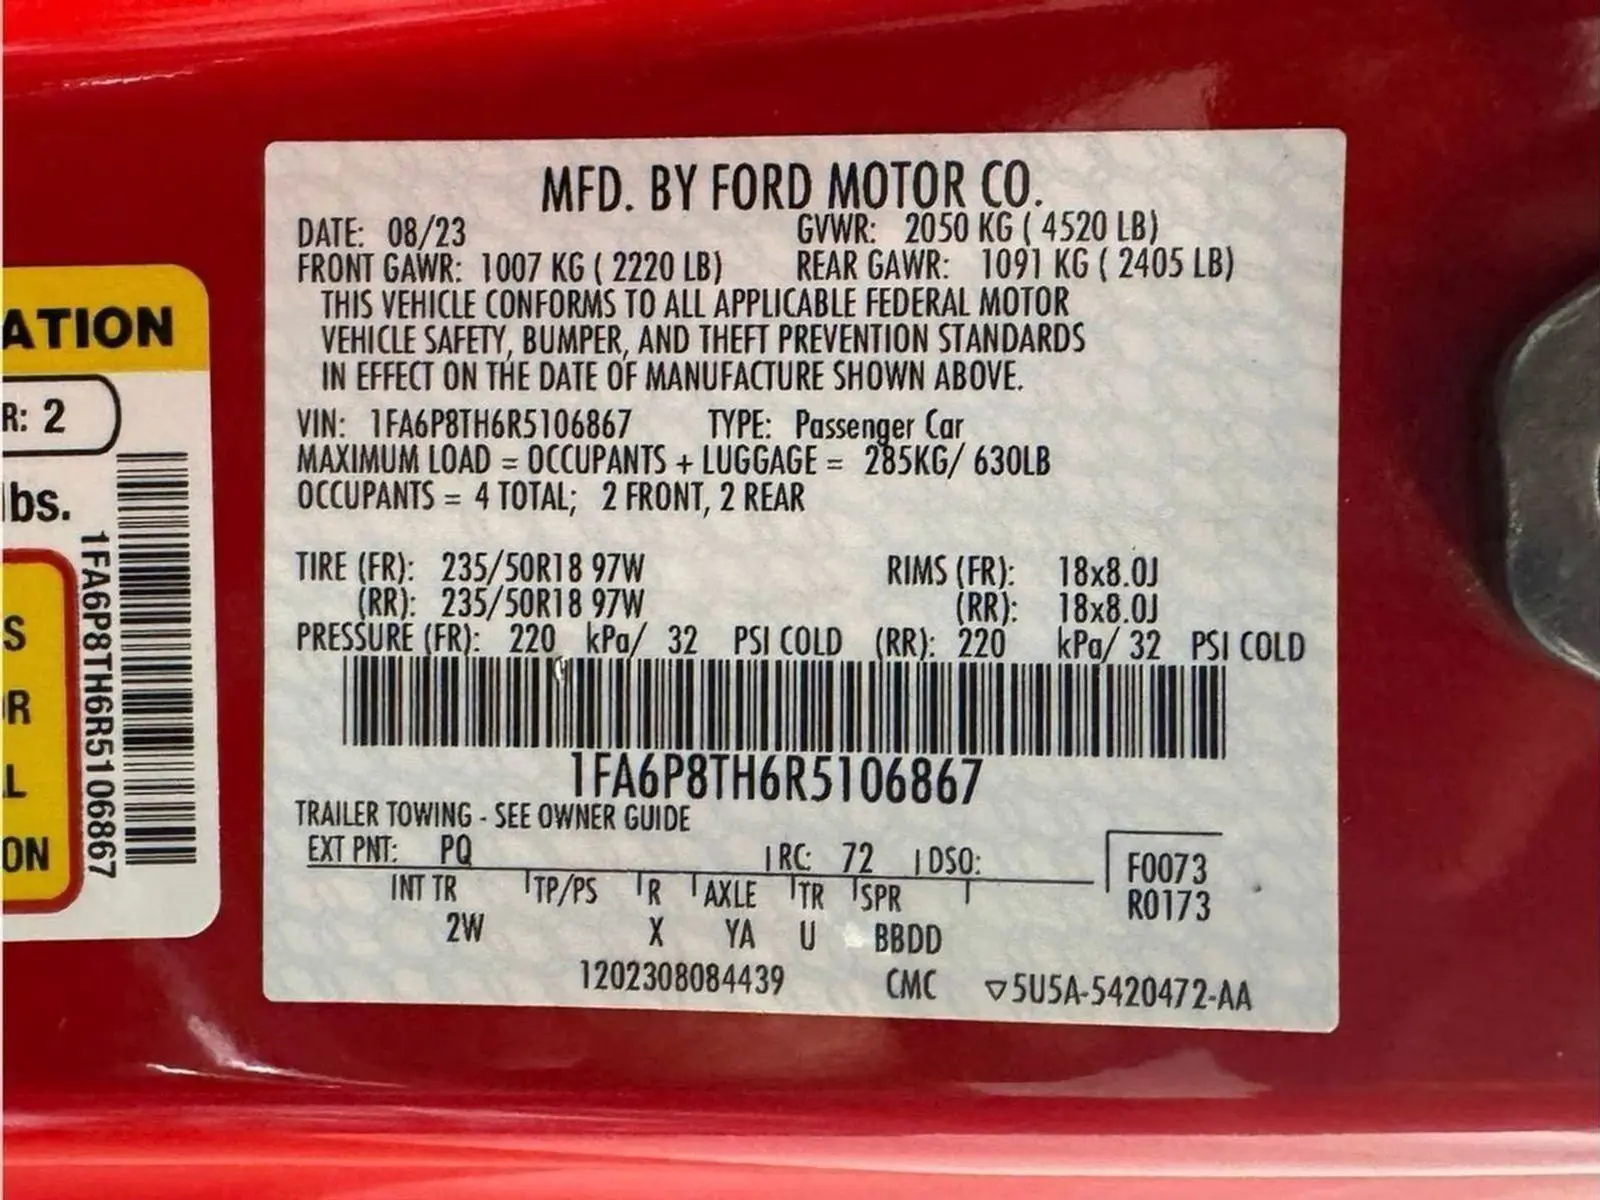 MFD. BY FORD MOTOR CO.
DATE: 08/23 GVWR: 2050 KG ( 4520 LB)
FRONT GAWR: 1007 KG ( 2220 LB) REAR GAWR: 1091 KG ( 2405 LB)
THIS VEHICLE CONFORMS TO ALL APPLICABLE FEDERAL MOTOR
VEHICLE SAFETY, BUMPER, AND THEFT PREVENTION STANDARDS
IN EFFECT ON THE DATE OF MANUFACTURE SHOWN ABOVE.
VIN: 1FA6P8TH6R5106867 TYPE: Passenger Car
MAXIMUM LOAD = OCCUPANTS + LUGGAGE = 285KG/ 630LB
OCCUPANTS = 4 TOTAL; 2 FRONT, 2 REAR
TIRE (FR): 235/50R18 97W RIMS (FR): 18x8.0J
(RR): 235/50R18 97W (RR): 18x8.0J
PRESSURE (FR): 220 kPa/ 32 PSI COLD (RR): 220 kPa/ 32 PSI COLD
1FA6P8TH6R5106867
TRAILER TOWING - SEE OWNER GUIDE
EXT PNT: PQ RC: 72 DSO: F0073
INT TR TP/PS R AXLE TR SPR R0173
2W X YA U BBDD
1202308084439 CMC ▽5U5A-5420472-AA
ATION
R: 2
lbs.
S
OR
L
ON
1FA6P8TH6R5106867